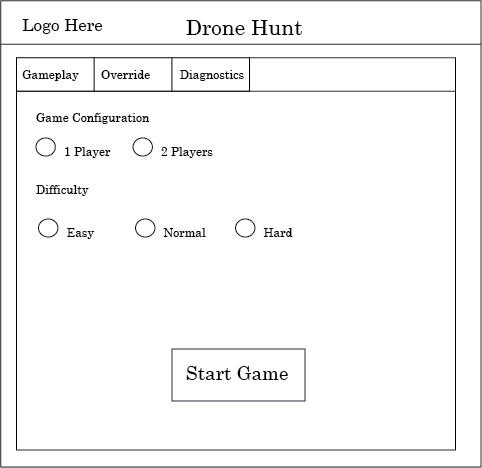 Logo Here
Drone Hunt
Gameplay Override Diagnostics
Game Configuration
1 Player 2 Players
Difficulty
Easy Normal Hard
Start Game